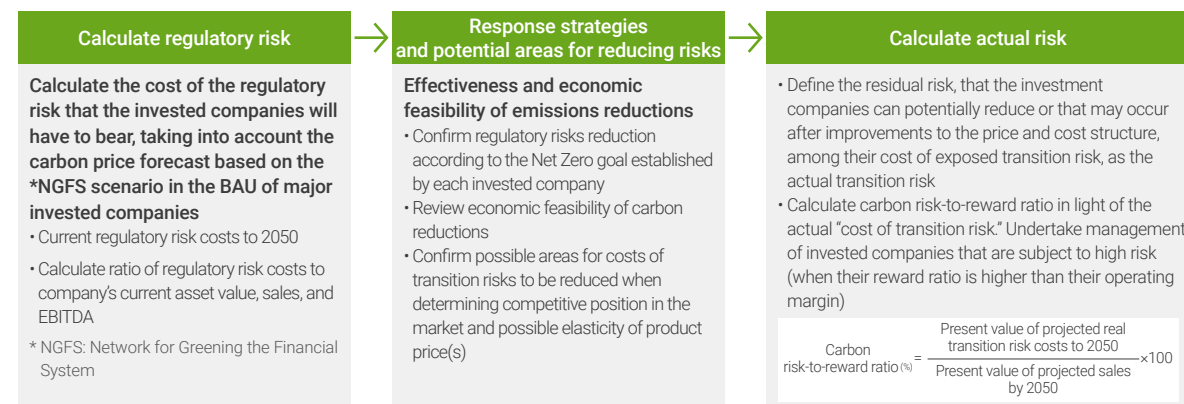 Calculate regulatory risk
Calculate the cost of the regulatory
risk that the invested companies will
have to bear, taking into account the
carbon price forecast based on the
*NGFS scenario in the BAU of major
invested companies
• Current regulatory risk costs to 2050
• Calculate ratio of regulatory risk costs to
company's current asset value, sales, and
EBITDA
* NGFS: Network for Greening the Financial
System
Response strategies
and potential areas for reducing risks
Effectiveness and economic
feasibility of emissions reductions
• Confirm regulatory risks reduction
according to the Net Zero goal established
by each invested company
• Review economic feasibility of carbon
reductions
• Confirm possible areas for costs of
transition risks to be reduced when
determining competitive position in the
market and possible elasticity of product
price(s)
Calculate actual risk
• Define the residual risk, that the investment
companies can potentially reduce or that may occur
after improvements to the price and cost structure,
among their cost of exposed transition risk, as the
actual transition risk
• Calculate carbon risk-to-reward ratio in light of the
actual "cost of transition risk." Undertake management
of invested companies that are subject to high risk
(when their reward ratio is higher than their operating
margin)
Carbon
risk-to-reward ratio (%) =
Present value of projected real
transition risk costs to 2050
Present value of projected sales
by 2050
×100